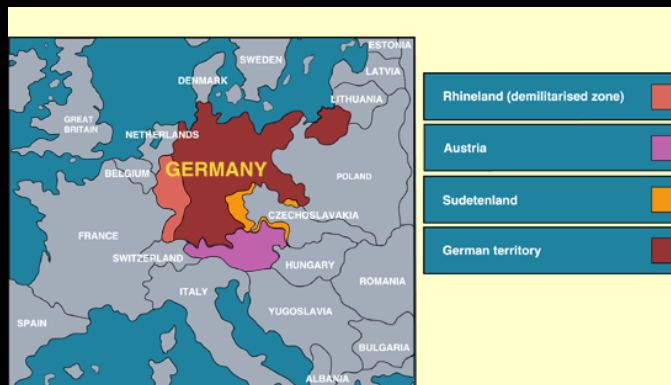 ESTONIA
SWEDEN
LATVIA
DENMARK
LITHUANIA
GREAT
BRITAIN
NETHERLANDS
GERMANY
BELGIUM
POLAND
CZECHOSLAVAKIA
FRANCE
SWITZERLAND
HUNGARY
ROMANIA
ITALY
YUGOSLAVIA
SPAIN
BULGARIA
ALBANIA
Rhineland (demilitarised zone)
Austria
Sudetenland
German territory